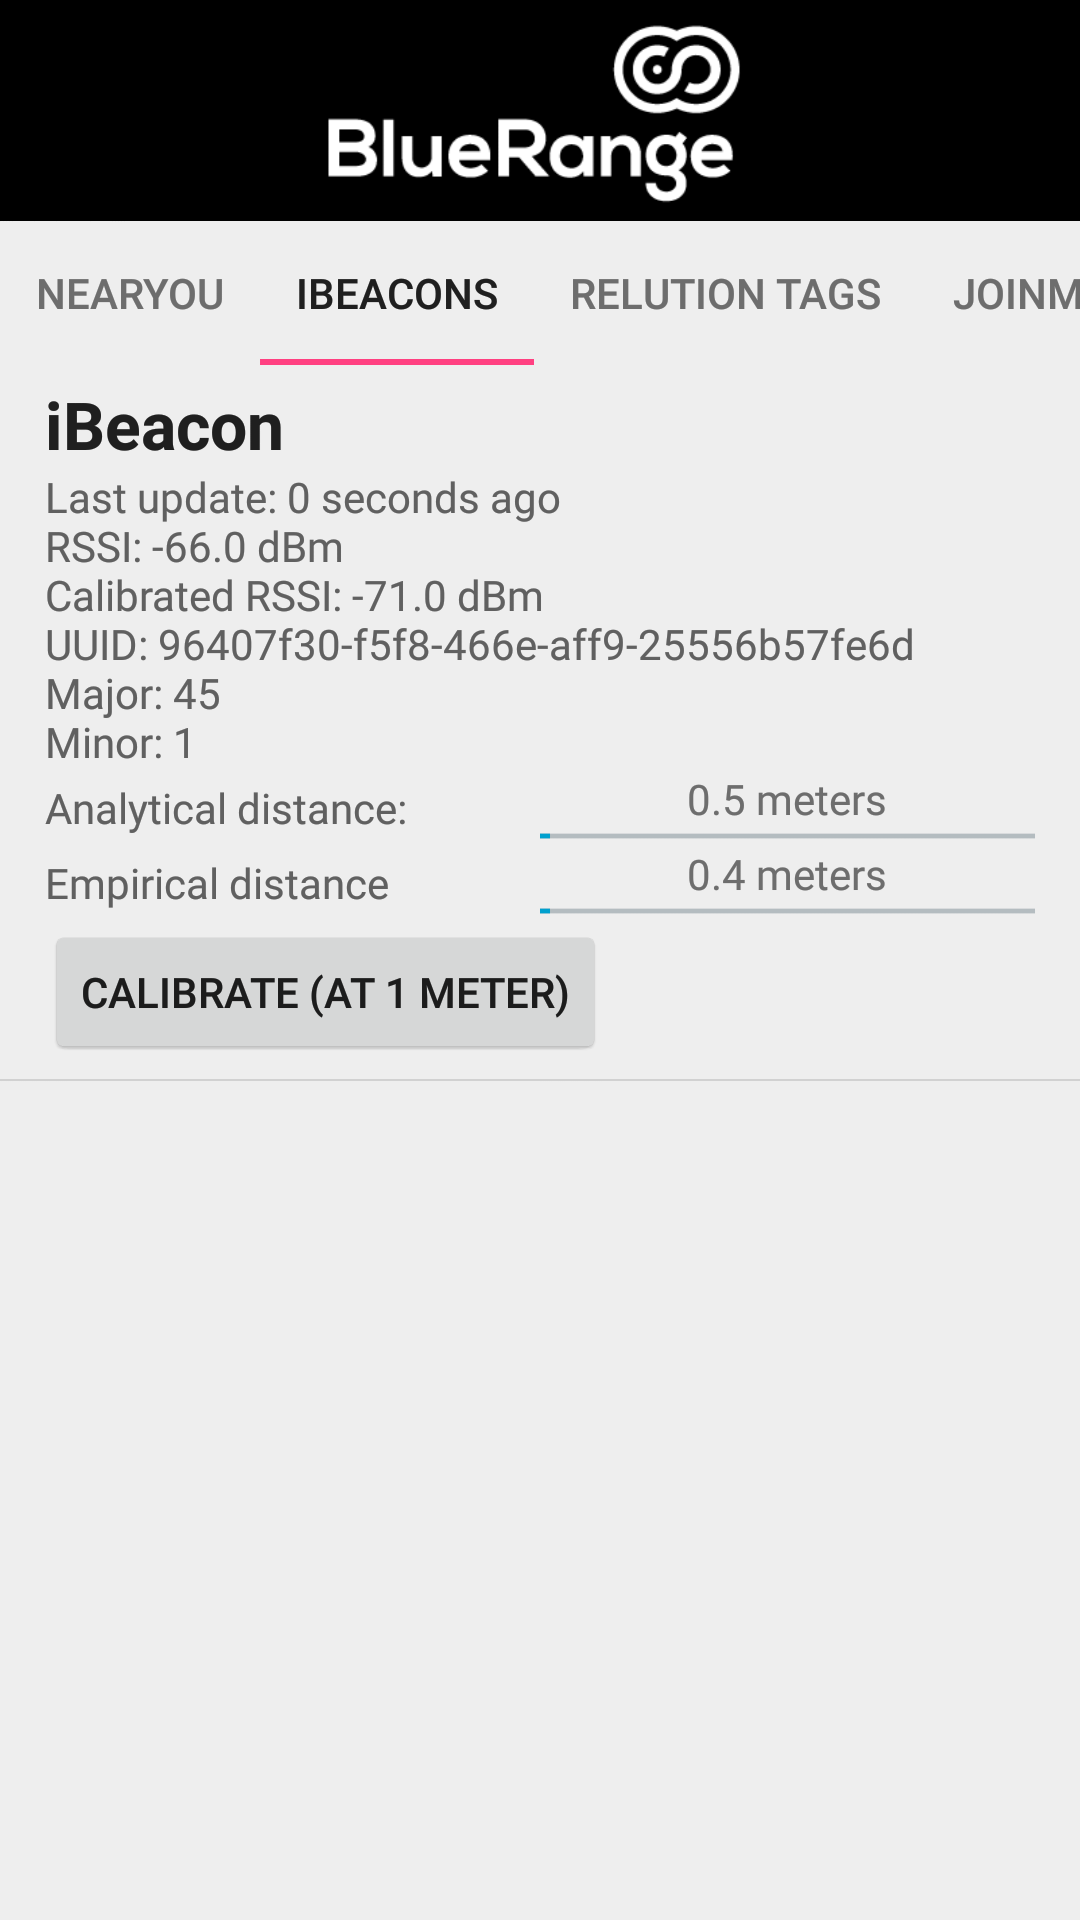 BlueRange
NEARYOU IBEACONS RELUTION TAGS JOINM
iBeacon
Last update: 0 seconds ago
RSSI: -66.0 dBm
Calibrated RSSI: -71.0 dBm
UUID: 96407f30-f5f8-466e-aff9-25556b57fe6d
Major: 45
Minor: 1
Analytical distance: 0.5 meters
Empirical distance 0.4 meters
CALIBRATE (AT 1 METER)